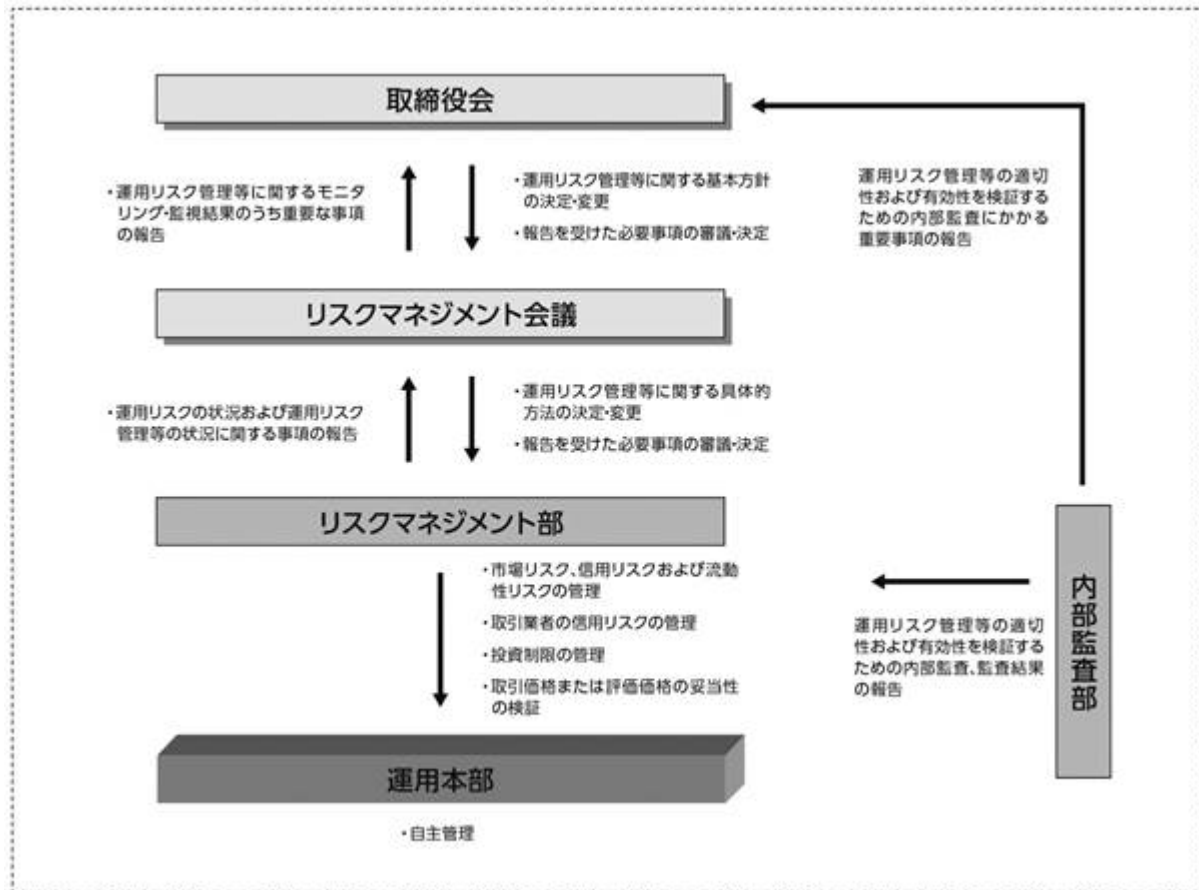 取締役会
・運用リスク管理等に関するモニタ
リング・監視結果のうち重要な事項
の報告
・運用リスク管理等に関する基本方針
の決定・変更
・報告を受けた必要事項の審議・決定
運用リスク管理等の適切
性および有効性を検証する
ための内部監査にかかる
重要事項の報告
リスクマネジメント会議
・運用リスクの状況および運用リスク
管理等の状況に関する事項の報告
・運用リスク管理等に関する具体的
方法の決定・変更
・報告を受けた必要事項の審議・決定
リスクマネジメント部
・市場リスク、信用リスクおよび流動
性リスクの管理
・取引業者の信用リスクの管理
・投資制限の管理
・取引価格または評価価格の妥当性
の検証
運用リスク管理等の適切
性および有効性を検証する
ための内部監査、監査結果
の報告
内部監査部
運用本部
・自主管理